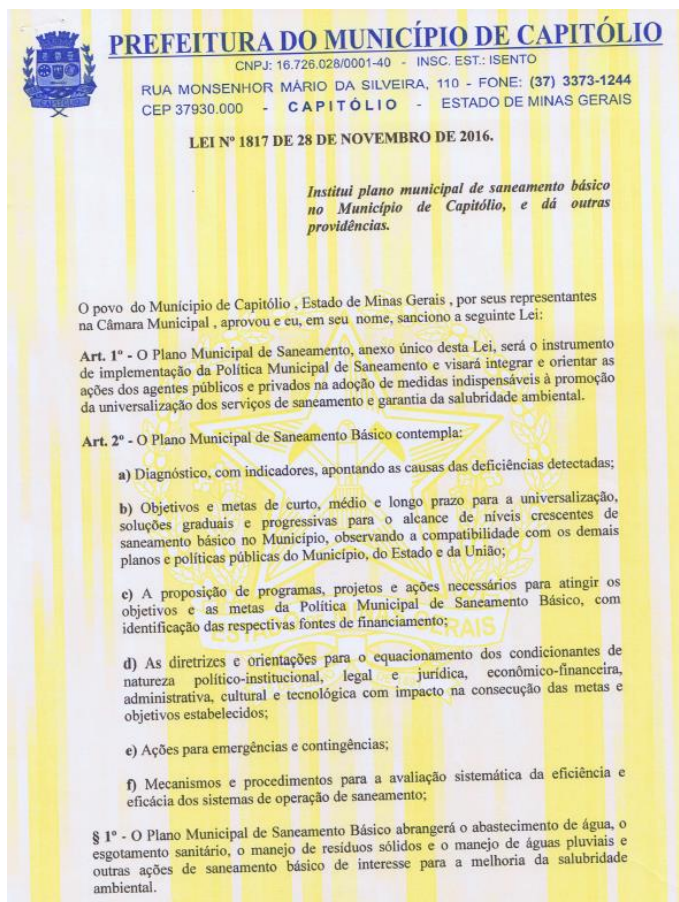 PREFEITURA DO MUNICÍPIO DE CAPITÓLIO
CNPJ: 16.726.028/0001-40 - INSC. EST.: ISENTO
RUA MONSENHOR MÁRIO DA SILVEIRA, 110 - FONE: (37) 3373-1244
CEP 37930.000 - CAPITÓLIO - ESTADO DE MINAS GERAIS
LEI Nº 1817 DE 28 DE NOVEMBRO DE 2016.
Institui plano municipal de saneamento básico
no Município de Capitólio, e dá outras
providências.
O povo do Município de Capitólio , Estado de Minas Gerais , por seus representantes
na Câmara Municipal , aprovou e eu, em seu nome, sanciono a seguinte Lei:
Art. 1º - O Plano Municipal de Saneamento, anexo único desta Lei, será o instrumento
de implementação da Política Municipal de Saneamento e visará integrar e orientar as
ações dos agentes públicos e privados na adoção de medidas indispensáveis à promoção
da universalização dos serviços de saneamento e garantia da salubridade ambiental.
Art. 2º - O Plano Municipal de Saneamento Básico contempla:
a) Diagnóstico, com indicadores, apontando as causas das deficiências detectadas;
b) Objetivos e metas de curto, médio e longo prazo para a universalização,
soluções graduais e progressivas para o alcance de níveis crescentes de
saneamento básico no Município, observando a compatibilidade com os demais
planos e políticas públicas do Município, do Estado e da União;
c) A proposição de programas, projetos e ações necessários para atingir os
objetivos e as metas da Política Municipal de Saneamento Básico, com
identificação das respectivas fontes de financiamento;
d) As diretrizes e orientações para o equacionamento dos condicionantes de
natureza político-institucional, legal e jurídica, econômico-financeira,
administrativa, cultural e tecnológica com impacto na consecução das metas e
objetivos estabelecidos;
e) Ações para emergências e contingências;
f) Mecanismos e procedimentos para a avaliação sistemática da eficiência e
eficácia dos sistemas de operação de saneamento;
§ 1º - O Plano Municipal de Saneamento Básico abrangerá o abastecimento de água, o
esgotamento sanitário, o manejo de resíduos sólidos e o manejo de águas pluviais e
outras ações de saneamento básico de interesse para a melhoria da salubridade
ambiental.